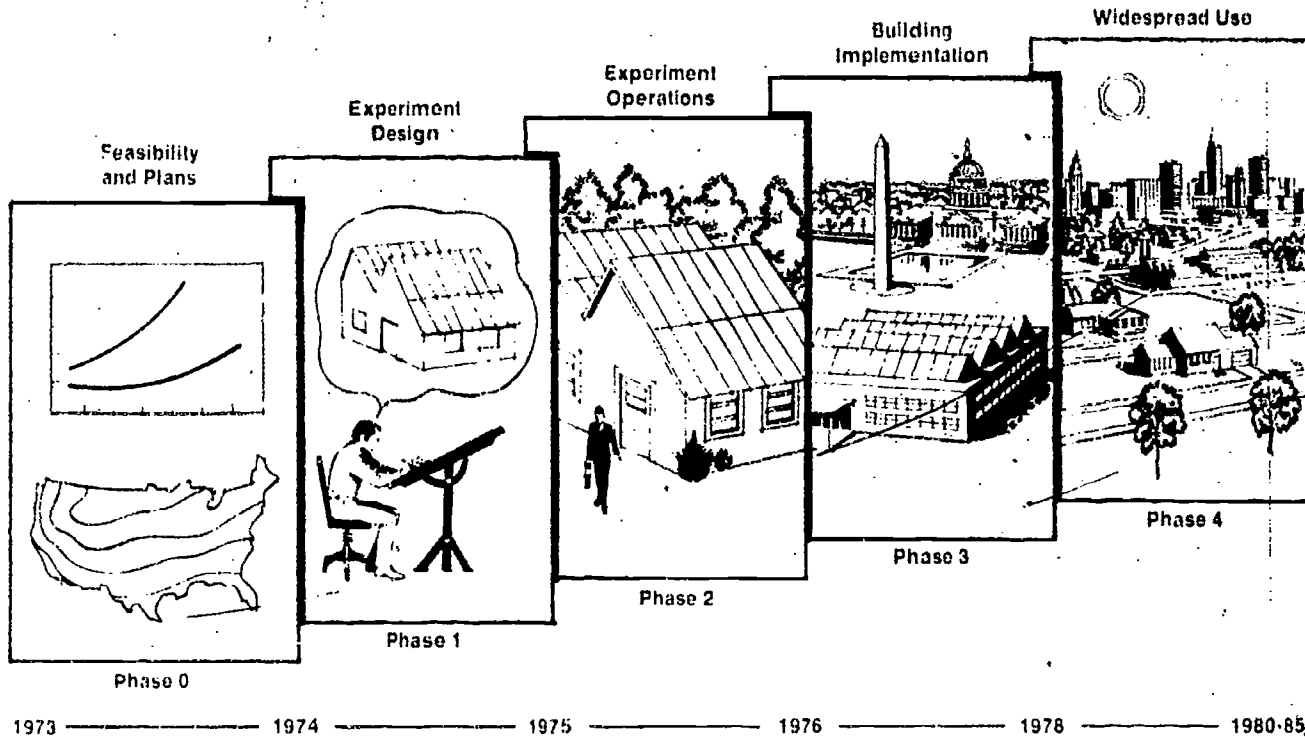 Widespread Use
Building
Implementation
Experiment
Operations
Experiment
Design
Feasibility
and Plans
Phase 4
Phase 3
Phase 2
Phase 1
Phase 0
1973 1974 1975 1976 1978 1980-85